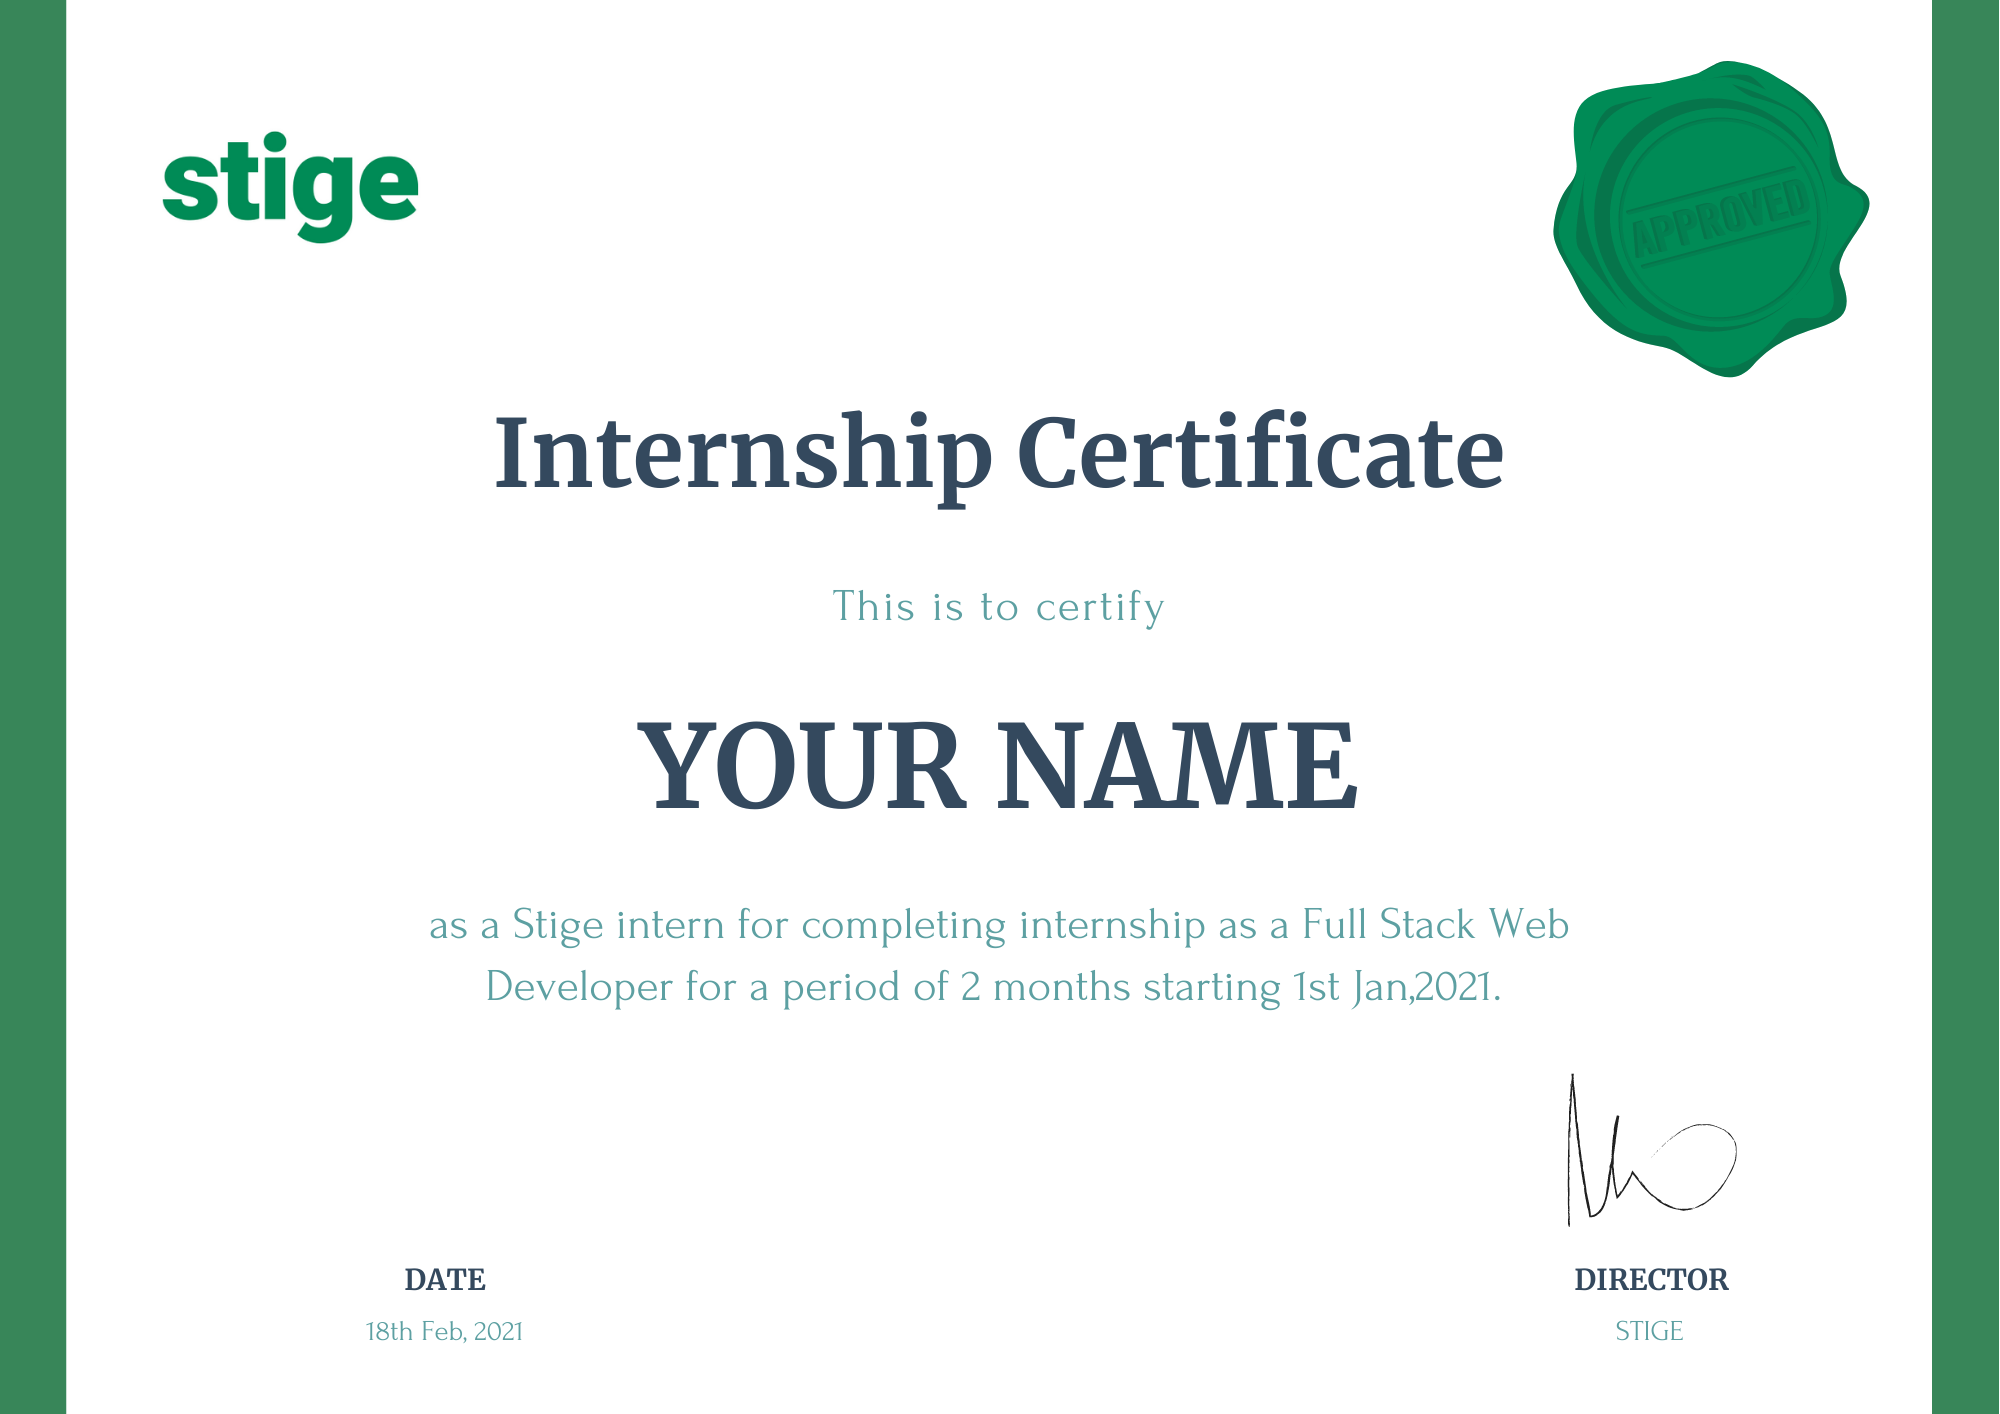 stige
APPROVED
Internship Certificate
This is to certify
YOUR NAME
as a Stige intern for completing internship as a Full Stack Web
Developer for a period of 2 months starting 1st Jan,2021.
DATE
18th Feb, 2021
DIRECTOR
STIGE